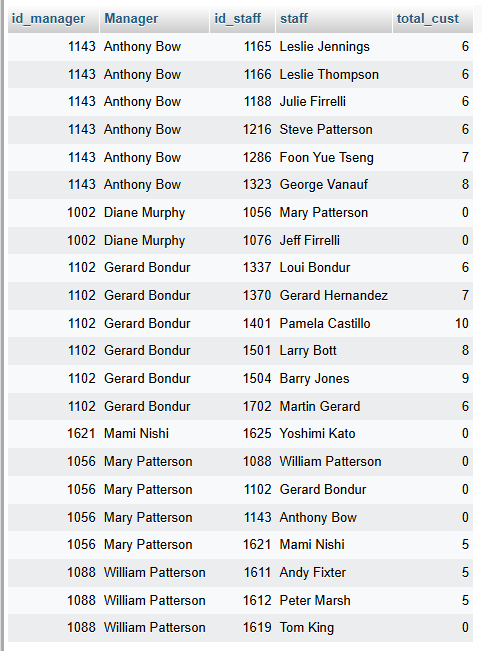 id_manager Manager id_staff staff total_cust
1143 Anthony Bow 1165 Leslie Jennings 6
1143 Anthony Bow 1166 Leslie Thompson 6
1143 Anthony Bow 1188 Julie Firrelli 6
1143 Anthony Bow 1216 Steve Patterson 6
1143 Anthony Bow 1286 Foon Yue Tseng 7
1143 Anthony Bow 1323 George Vanauf 8
1002 Diane Murphy 1056 Mary Patterson 0
1002 Diane Murphy 1076 Jeff Firrelli 0
1102 Gerard Bondur 1337 Loui Bondur 6
1102 Gerard Bondur 1370 Gerard Hernandez 7
1102 Gerard Bondur 1401 Pamela Castillo 10
1102 Gerard Bondur 1501 Larry Bott 8
1102 Gerard Bondur 1504 Barry Jones 9
1102 Gerard Bondur 1702 Martin Gerard 6
1621 Mami Nishi 1625 Yoshimi Kato 0
1056 Mary Patterson 1088 William Patterson 0
1056 Mary Patterson 1102 Gerard Bondur 0
1056 Mary Patterson 1143 Anthony Bow 0
1056 Mary Patterson 1621 Mami Nishi 5
1088 William Patterson 1611 Andy Fixter 5
1088 William Patterson 1612 Peter Marsh 5
1088 William Patterson 1619 Tom King 0